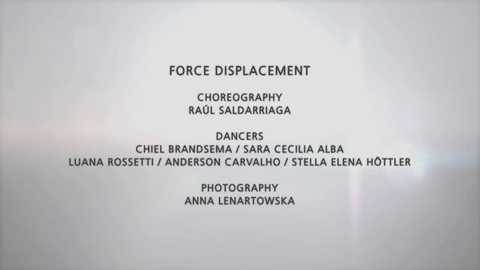 FORCE DISPLACEMENT
CHOREOGRAPHY
RAÚL SALDARRIAGA
DANCERS
CHIEL BRANDSEMA / SARA CECILIA ALBA
LUANA ROSSETTI / ANDERSON CARVALHO / STELLA ELENA HÖTTLER
PHOTOGRAPHY
ANNA LENARTOWSKA